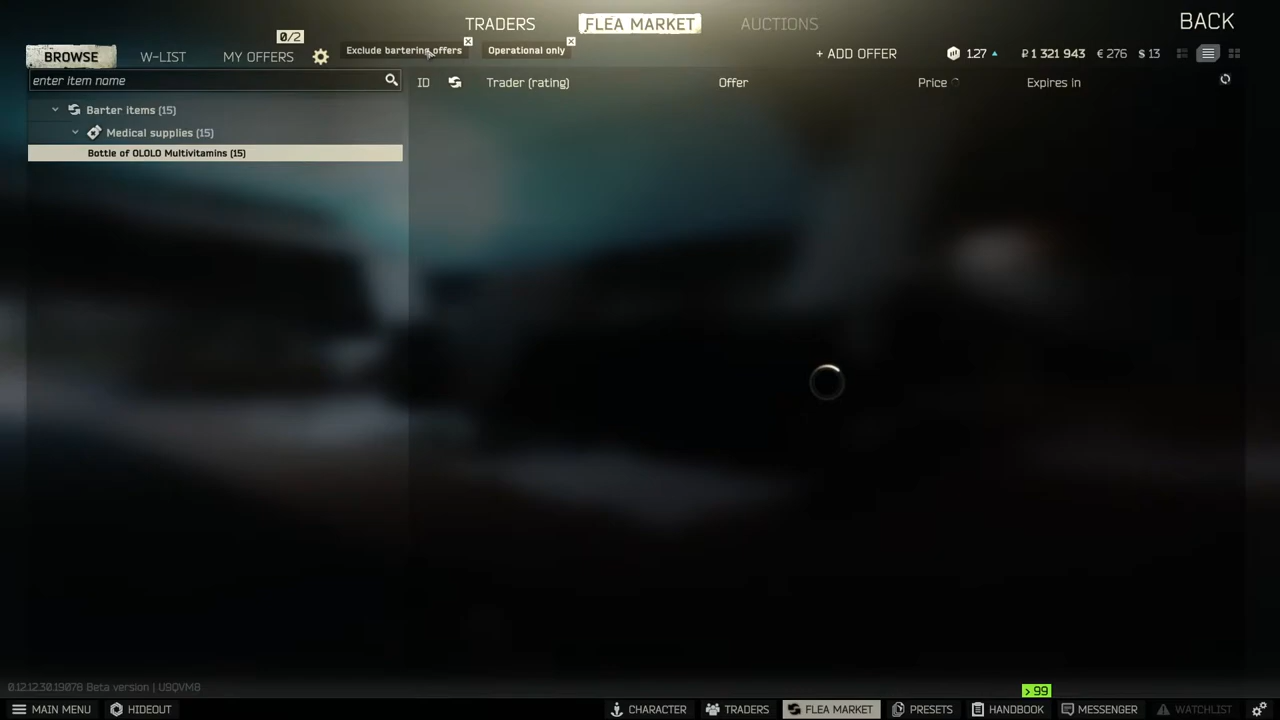 TRADERS FLEA MARKET AUCTIONS BACK
0/2
BROWSE W-LIST MY OFFERS Exclude bartering offers Operational only + ADD OFFER 1.27 ₽ 1 321 943 € 276 $ 13
enter item name ID Trader (rating) Offer Price Expires in
Barter items (15)
Medical supplies (15)
Bottle of OLOLO Multivitamins (15)
0.12.12.30.19078 Beta version | U9QVM8
> 99
MAIN MENU HIDEOUT CHARACTER TRADERS FLEA MARKET PRESETS HANDBOOK MESSENGER WATCHLIST